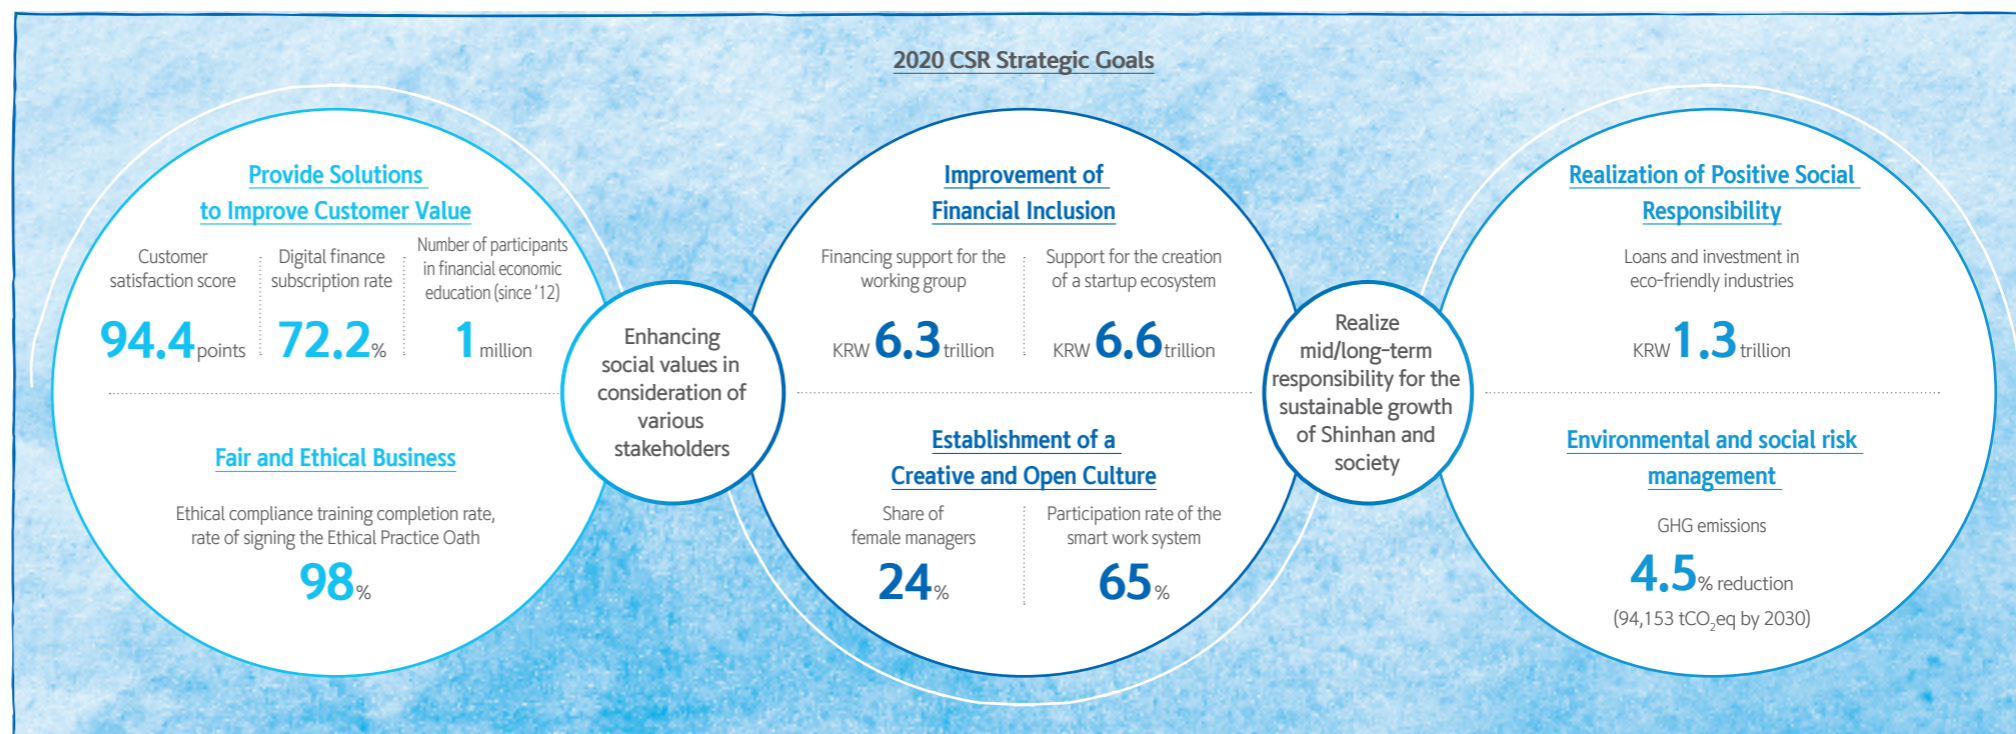 2020 CSR Strategic Goals
Provide Solutions
to Improve Customer Value
Customer
satisfaction score
94.4 points
Digital finance
subscription rate
72.2%
Number of participants
in financial economic
education (since '12)
1 million
Fair and Ethical Business
Ethical compliance training completion rate,
rate of signing the Ethical Practice Oath
98%
Enhancing
social values in
consideration of
various
stakeholders
Improvement of
Financial Inclusion
Financing support for the
working group
KRW 6.3 trillion
Support for the creation
of a startup ecosystem
KRW 6.6 trillion
Establishment of a
Creative and Open Culture
Share of
female managers
24%
Participation rate of the
smart work system
65%
Realize
mid/long-term
responsibility for the
sustainable growth
of Shinhan and
society
Realization of Positive Social
Responsibility
Loans and investment in
eco-friendly industries
KRW 1.3 trillion
Environmental and social risk
management
GHG emissions
4.5% reduction
(94,153 tCO₂eq by 2030)